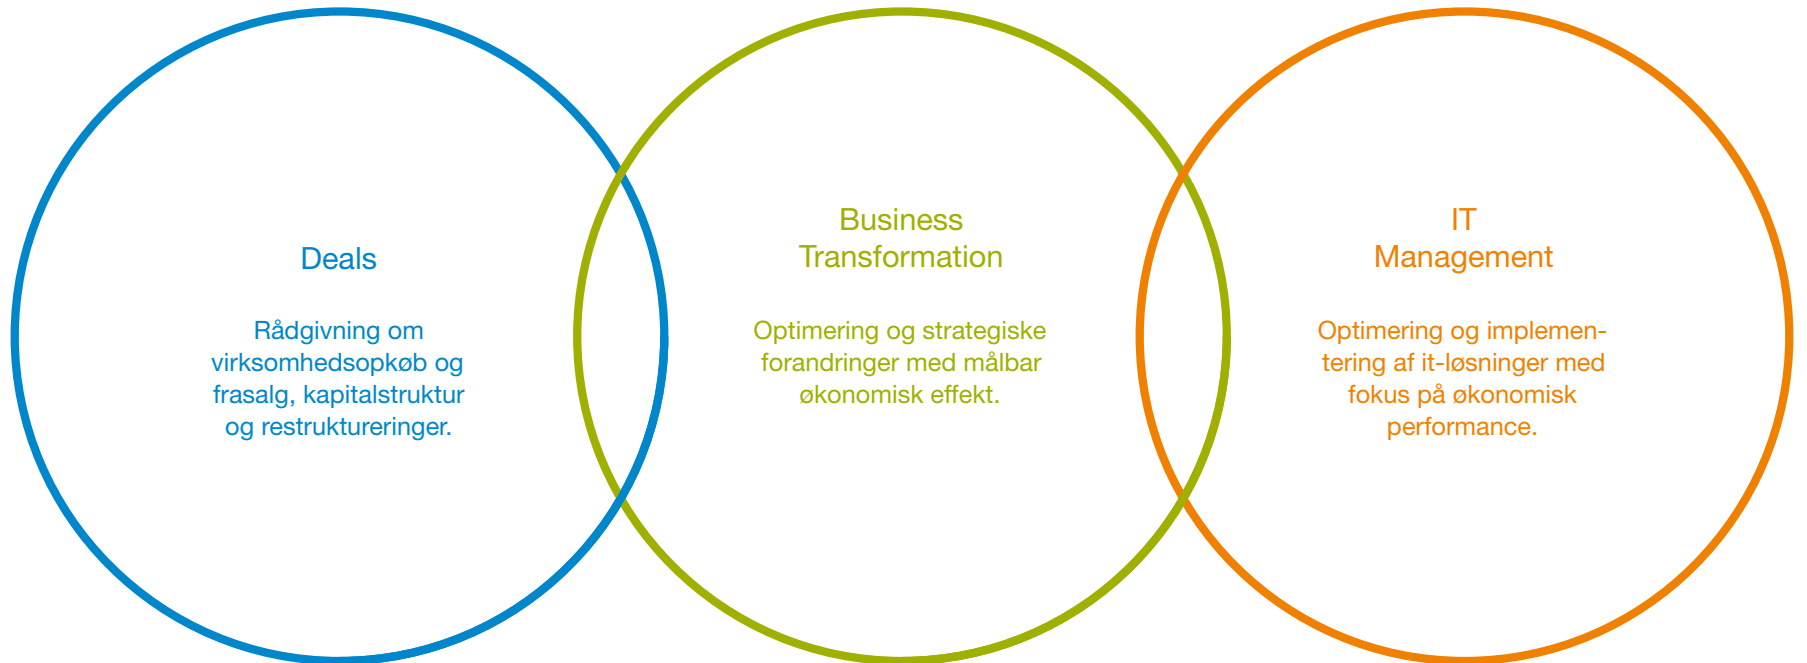 Deals
Rådgivning om
virksomhedsopkøb og
frasalg, kapitalstruktur
og restruktureringer.
Business
Transformation
Optimering og strategiske
forandringer med målbar
økonomisk effekt.
IT
Management
Optimering og implemen-
tering af it-løsninger med
fokus på økonomisk
performance.